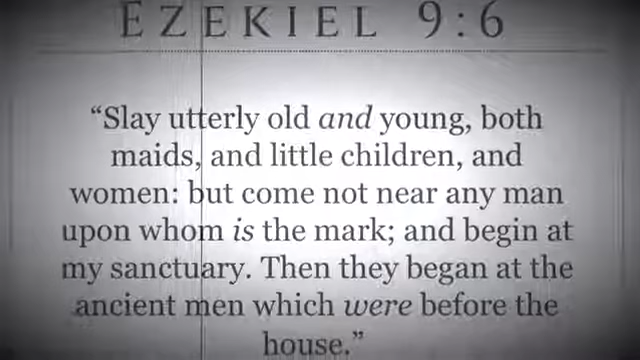 EZEKIEL 9:6
“Slay utterly old and young, both
maids, and little children, and
women: but come not near any man
upon whom is the mark; and begin at
my sanctuary. Then they began at the
ancient men which were before the
house.”